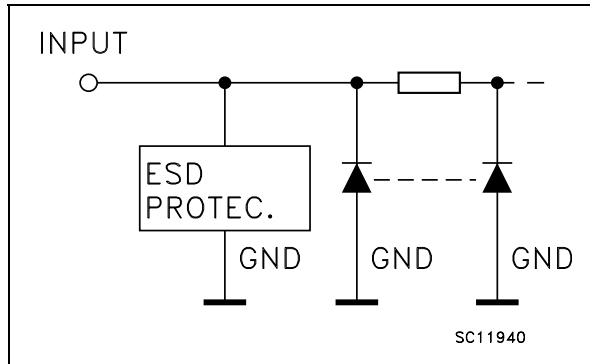 INPUT
ESD
PROTEC.
GND
GND
GND
SC11940